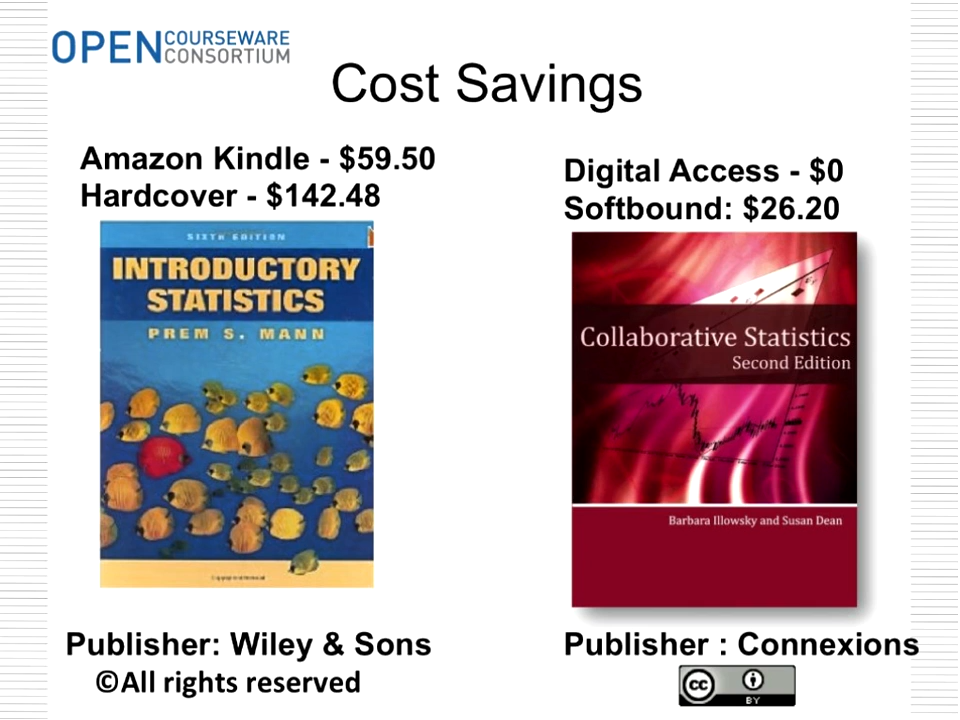 OPEN COURSEWARE
CONSORTIUM
Cost Savings
Amazon Kindle - $59.50
Hardcover - $142.48
SIXTH EDITION
INTRODUCTORY
STATISTICS
PREM S. MANN
Publisher: Wiley & Sons
©All rights reserved
Digital Access - $0
Softbound: $26.20
Collaborative Statistics
Second Edition
Barbara Illowsky and Susan Dean
Publisher : Connexions
cc
BY